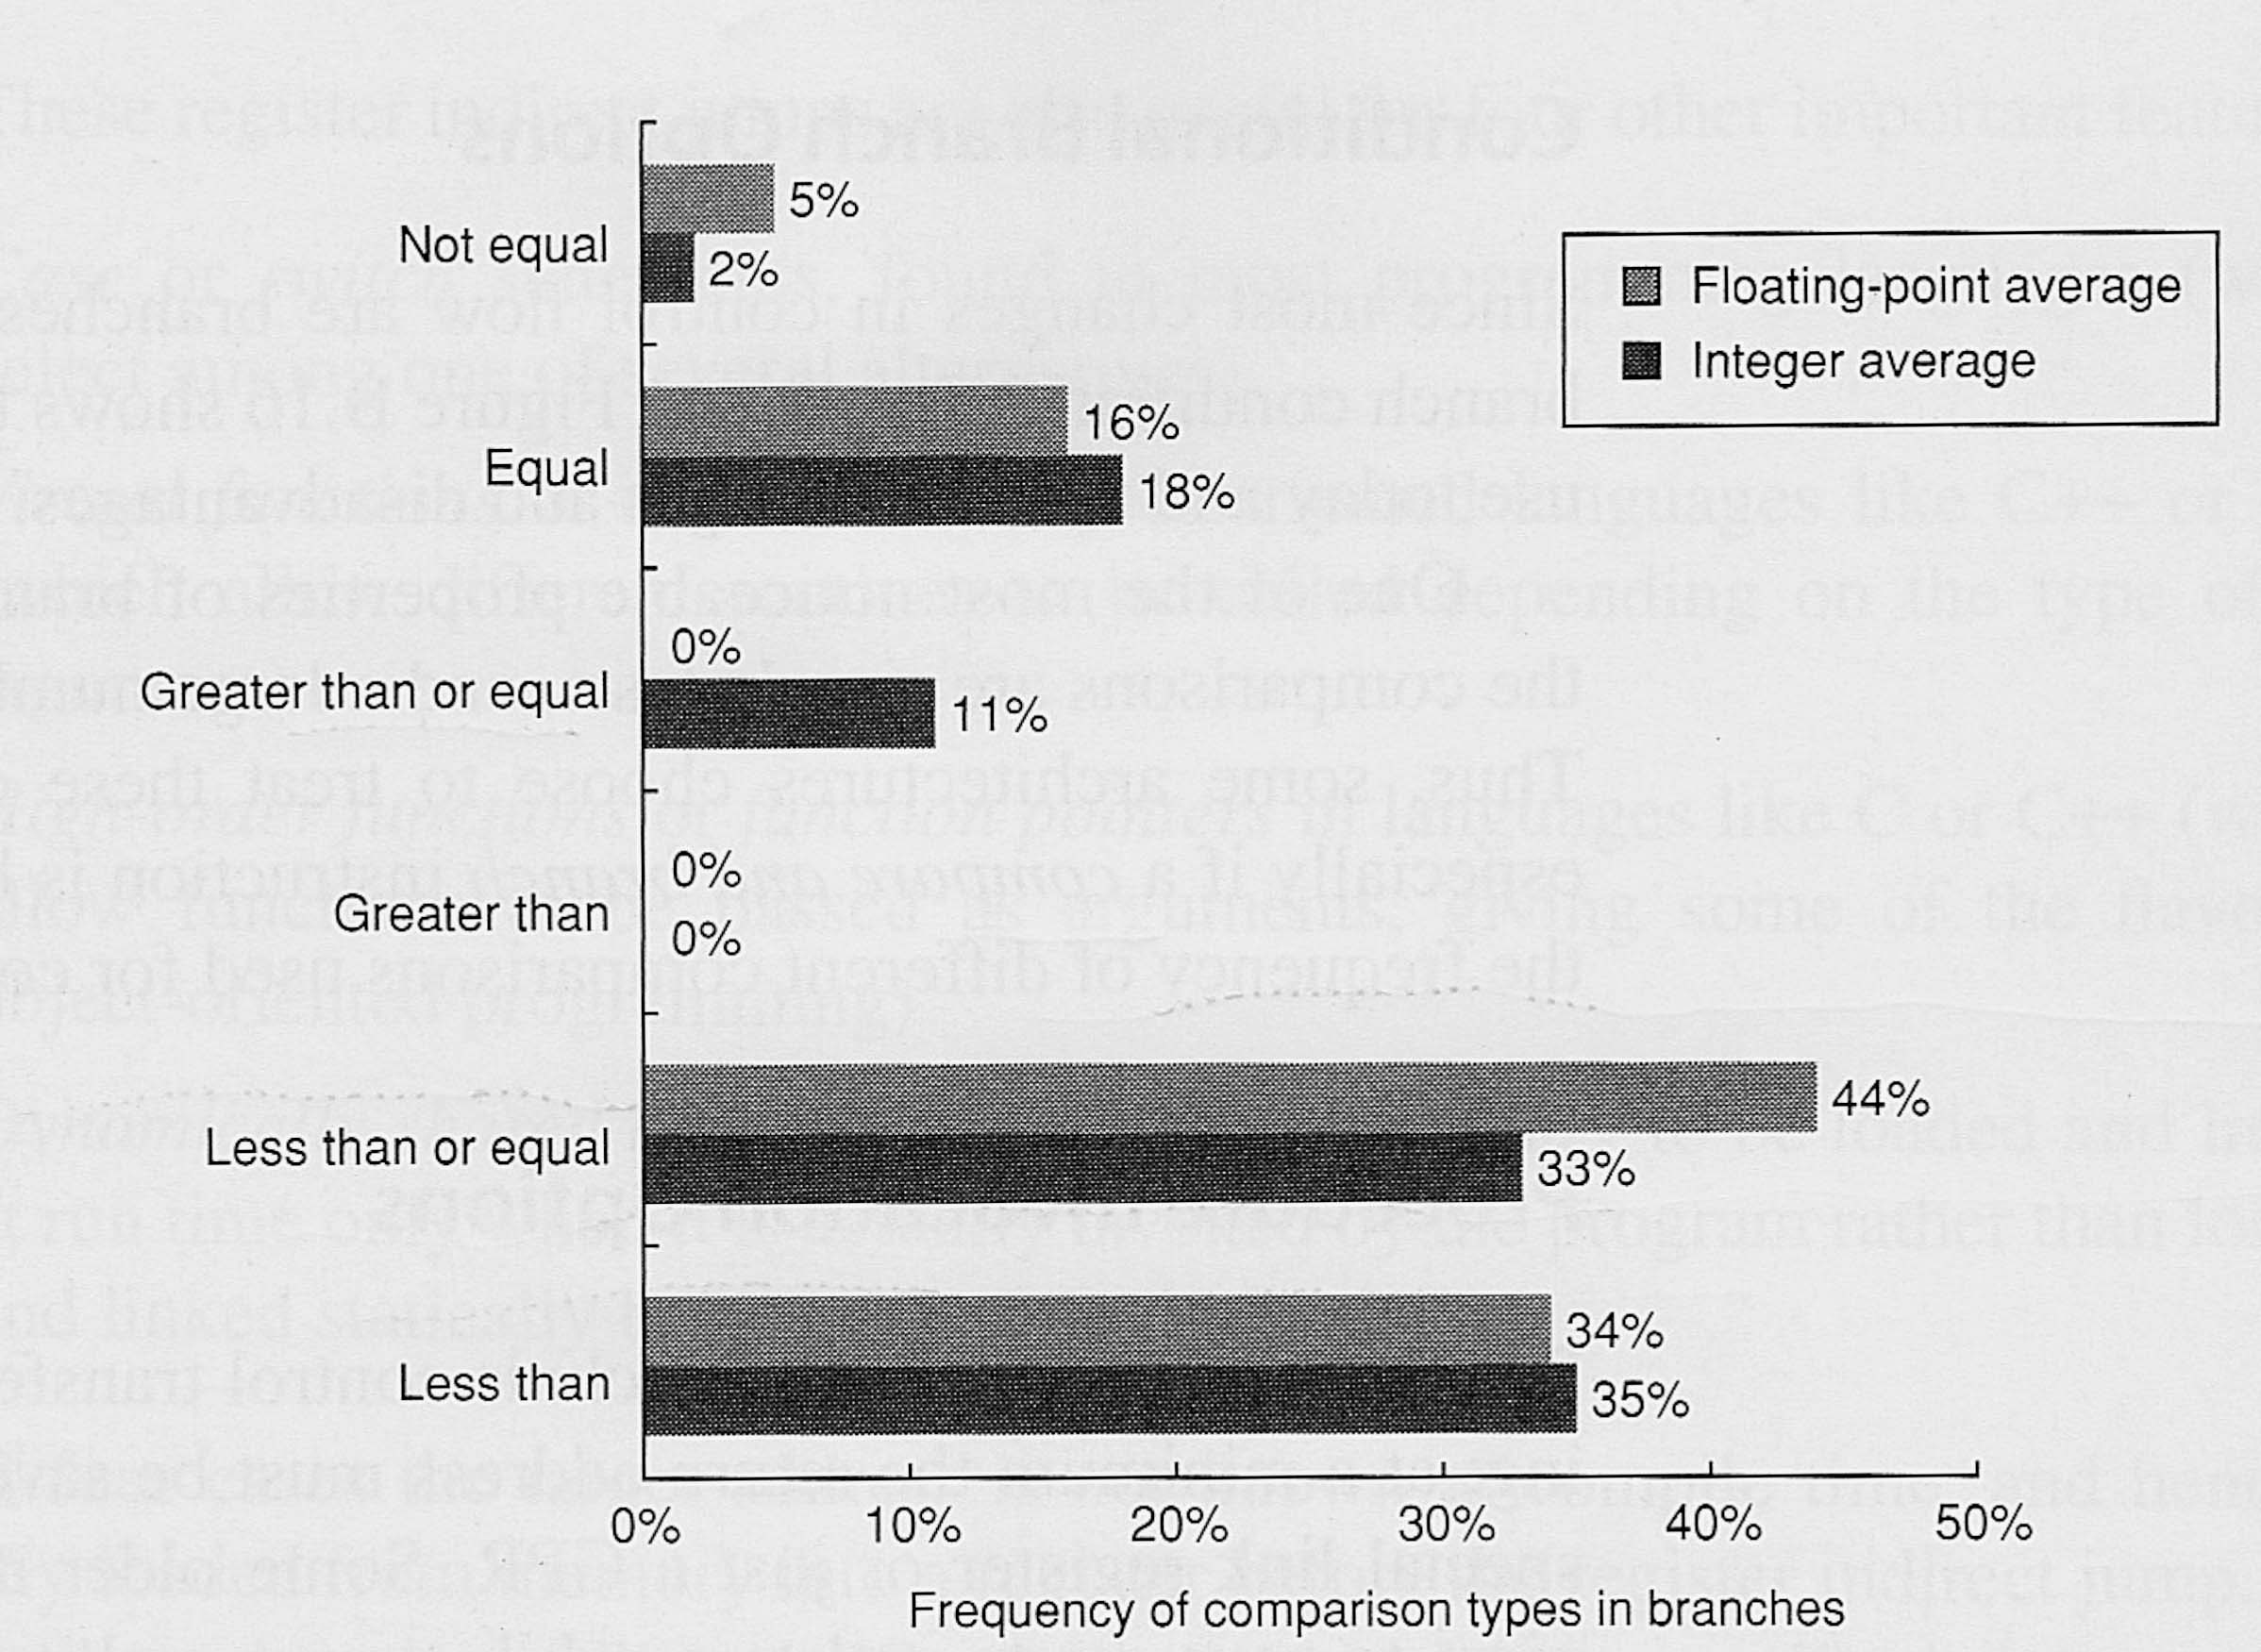 5%
Not equal
2%
Floating-point average
Integer average
16%
Equal
18%
0%
Greater than or equal
11%
0%
Greater than
0%
44%
Less than or equal
33%
34%
Less than
35%
0% 10% 20% 30% 40% 50%
Frequency of comparison types in branches